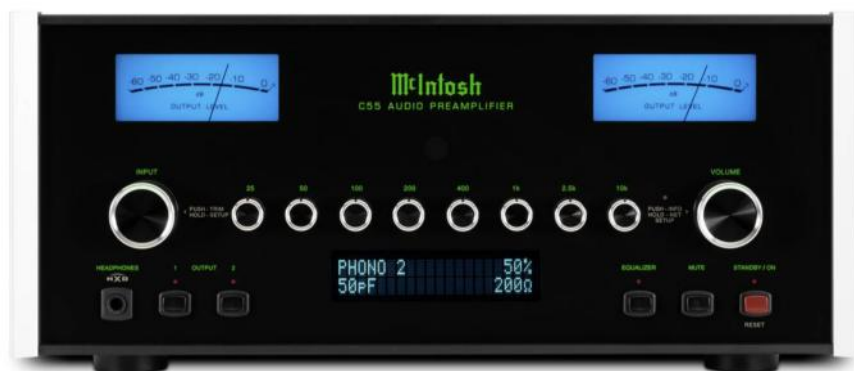 -60 -50 -40 -30 -20 -10 0
dB
OUTPUT LEVEL
McIntosh
C55 AUDIO PREAMPLIFIER
-60 -50 -40 -30 -20 -10 0
dB
OUTPUT LEVEL
INPUT
25 50 100 200 400 1k 2.5k 10k
VOLUME
PUSH - TRIM
HOLD - SETUP
PUSH - INFO
HOLD - NET
SETUP
HEADPHONES
HXD
1 OUTPUT 2
PHONO 2 50%
50pF 200Ω
EQUALIZER
MUTE
STANDBY / ON
RESET